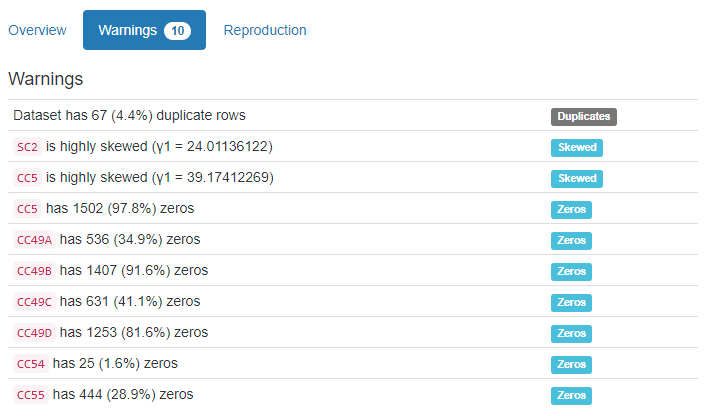 Overview Warnings 10 Reproduction
Warnings
Dataset has 67 (4.4%) duplicate rows Duplicates
SC2 is highly skewed (γ1 = 24.01136122) Skewed
CC5 is highly skewed (γ1 = 39.17412269) Skewed
CC5 has 1502 (97.8%) zeros Zeros
CC49A has 536 (34.9%) zeros Zeros
CC49B has 1407 (91.6%) zeros Zeros
CC49C has 631 (41.1%) zeros Zeros
CC49D has 1253 (81.6%) zeros Zeros
CC54 has 25 (1.6%) zeros Zeros
CC55 has 444 (28.9%) zeros Zeros